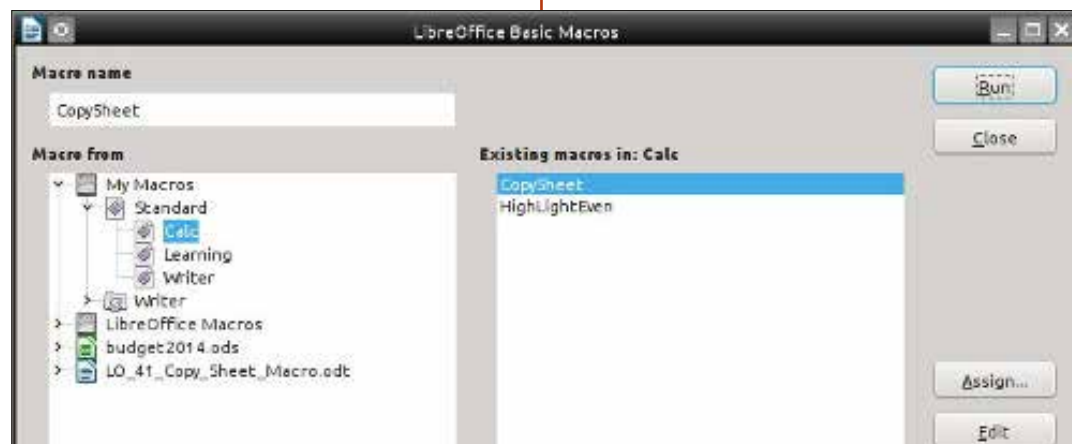 LibreOffice Basic Macros
Macro name
CopySheet
Run
Close
Macro from
My Macros
Standard
Calc
Learning
Writer
Writer
LibreOffice Macros
budget2014.ods
LO_41_Copy_Sheet_Macro.odt
Existing macros in: Calc
CopySheet
HighLightEven
Assign...
Edit